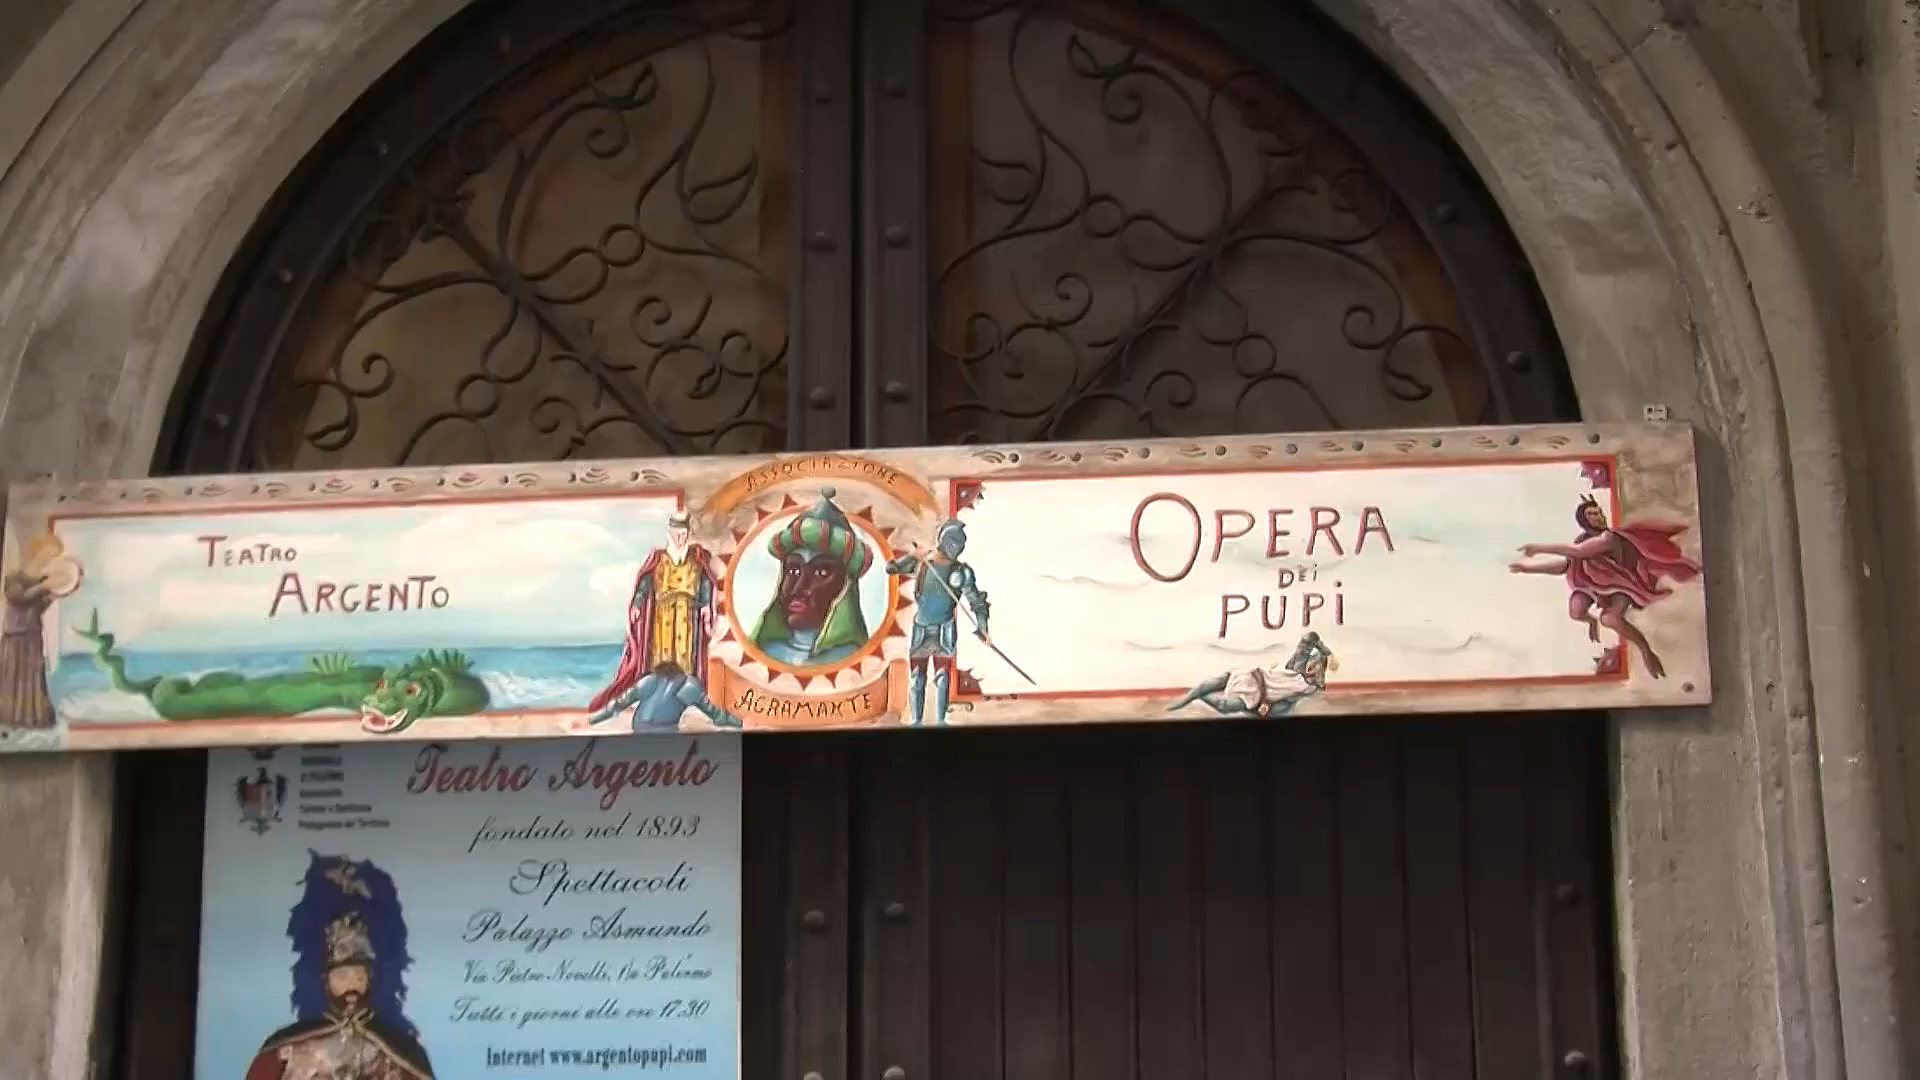 TEATRO
ARGENTO
ASSOCIAZIONE
AGRAMANTE
OPERA
DEi
PUPi
Teatro Argento
fondato nel 1893
Spettacoli
Palazzo Asmundo
Via Pietro Novelli, Palermo
Tutti i giorni alle ore 17.30
Internet www.argentopupi.com